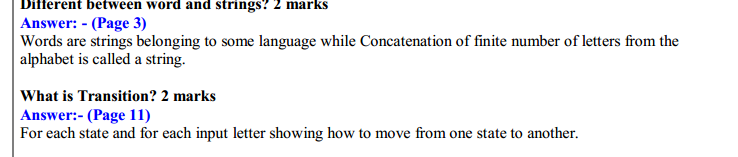 Different between word and strings? 2 marks
Answer: - (Page 3)
Words are strings belonging to some language while Concatenation of finite number of letters from the
alphabet is called a string.
What is Transition? 2 marks
Answer:- (Page 11)
For each state and for each input letter showing how to move from one state to another.